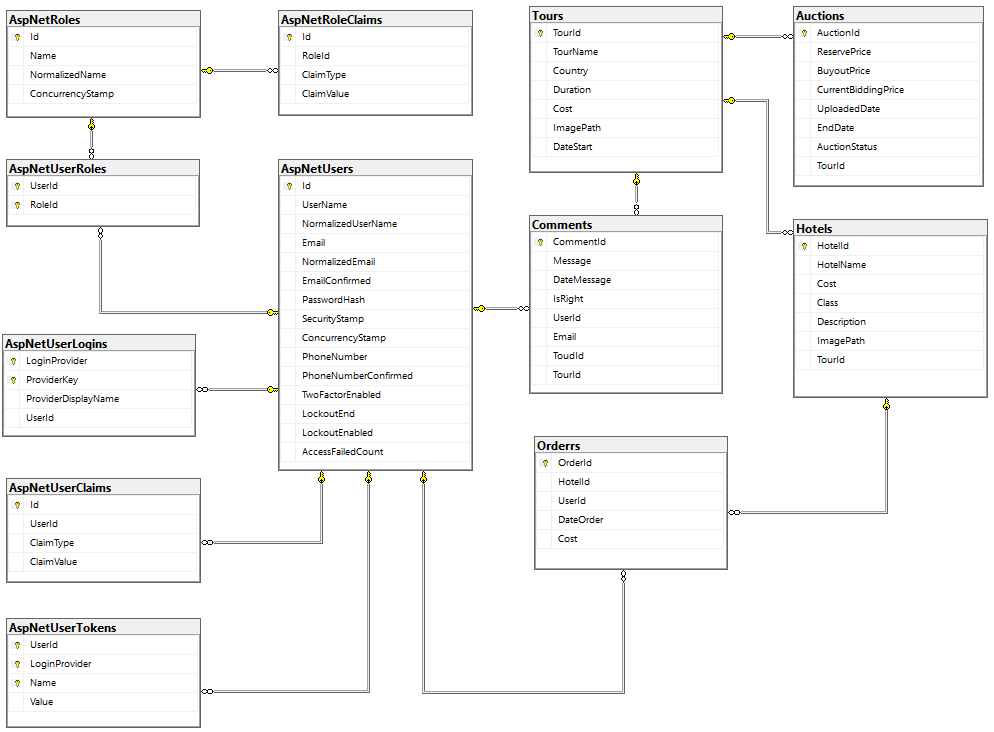 AspNetRoles
Id
Name
NormalizedName
ConcurrencyStamp
AspNetRoleClaims
Id
RoleId
ClaimType
ClaimValue
Tours
TourId
TourName
Country
Duration
Cost
ImagePath
DateStart
Auctions
AuctionId
ReservePrice
BuyoutPrice
CurrentBiddingPrice
UploadedDate
EndDate
AuctionStatus
TourId
AspNetUserRoles
UserId
RoleId
AspNetUsers
Id
UserName
NormalizedUserName
Email
NormalizedEmail
EmailConfirmed
PasswordHash
SecurityStamp
ConcurrencyStamp
PhoneNumber
PhoneNumberConfirmed
TwoFactorEnabled
LockoutEnd
LockoutEnabled
AccessFailedCount
Comments
CommentId
Message
DateMessage
IsRight
UserId
Email
ToudId
TourId
Hotels
HotelId
HotelName
Cost
Class
Description
ImagePath
TourId
AspNetUserLogins
LoginProvider
ProviderKey
ProviderDisplayName
UserId
Orderrs
OrderId
HotelId
UserId
DateOrder
Cost
AspNetUserClaims
Id
UserId
ClaimType
ClaimValue
AspNetUserTokens
UserId
LoginProvider
Name
Value